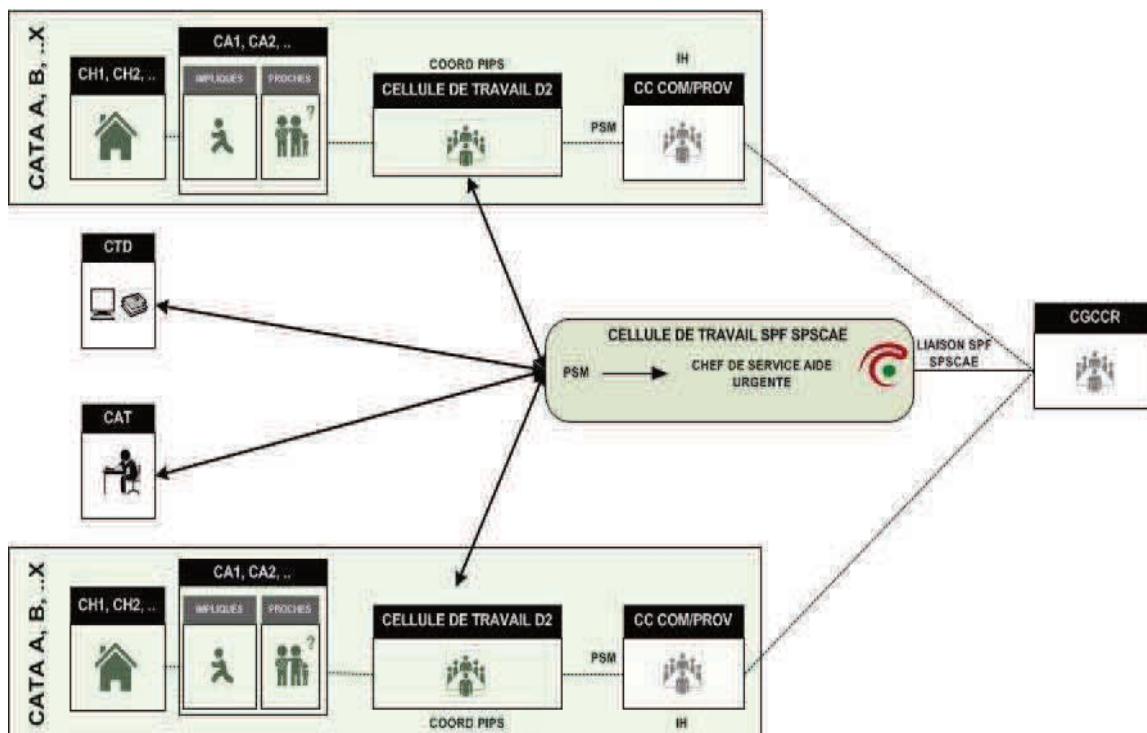 CATA A, B, ..X
CH1, CH2, ..
CA1, CA2, ..
IMPLIQUÉS
PROCHES
?
COORD PIPS
CELLULE DE TRAVAIL D2
PSM
IH
CC COM/PROV
CTD
CAT
CELLULE DE TRAVAIL SPF SPSCAE
PSM
CHEF DE SERVICE AIDE
URGENTE
LIAISON SPF
SPSCAE
CGCCR
CATA A, B, ..X
CH1, CH2, ..
CA1, CA2, ..
IMPLIQUÉS
PROCHES
?
CELLULE DE TRAVAIL D2
COORD PIPS
PSM
CC COM/PROV
IH